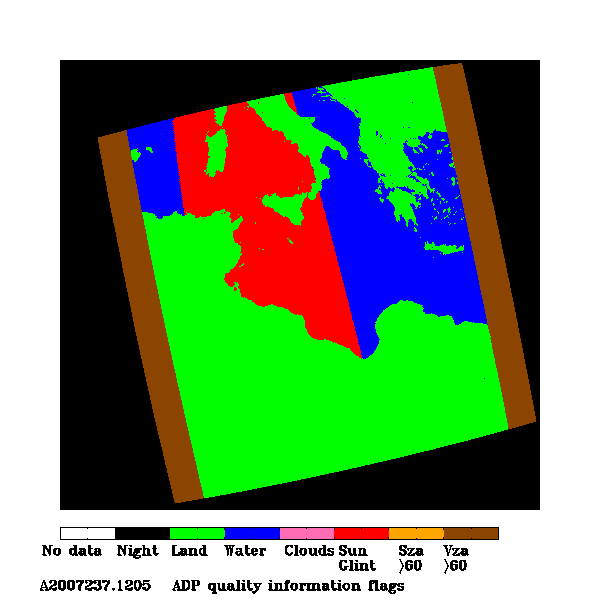 No data Night Land Water Clouds Sun Sza Vza
Glint >60 >60
A2007237.1205 ADP quality information flags